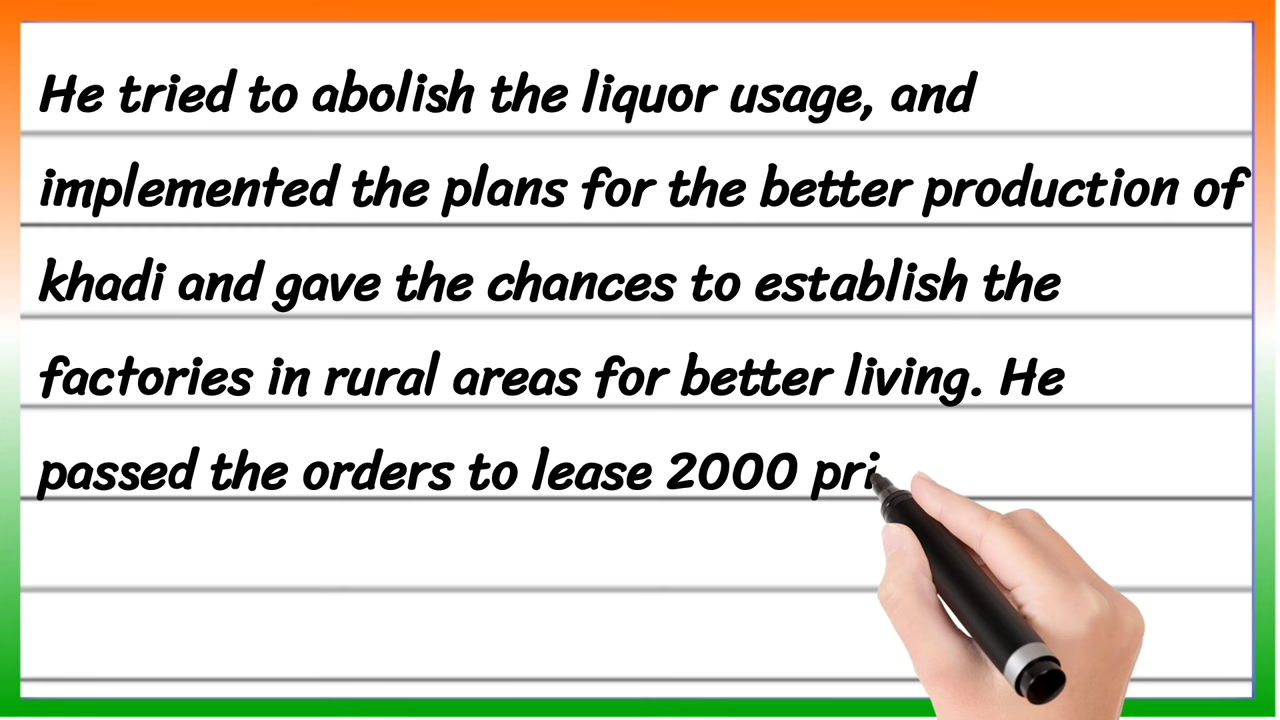 He tried to abolish the liquor usage, and
implemented the plans for the better production of
khadi and gave the chances to establish the
factories in rural areas for better living. He
passed the orders to lease 2000 pri